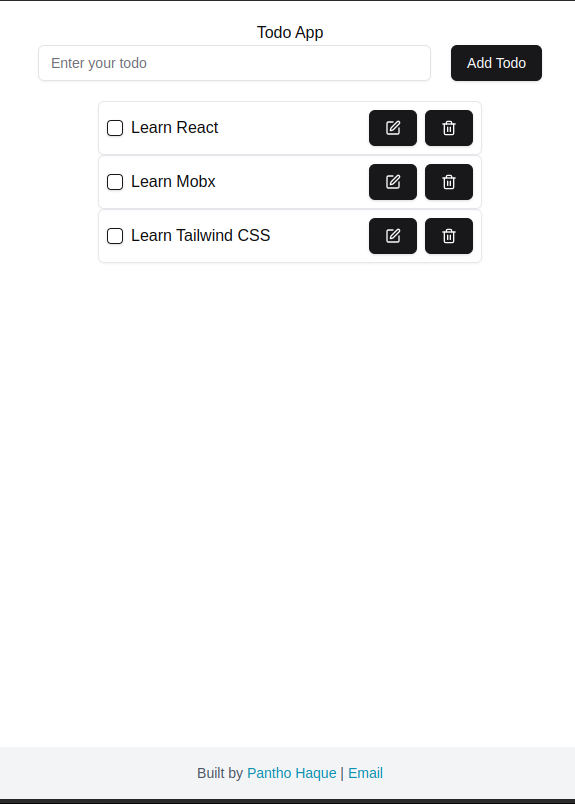 Todo App
Enter your todo
Add Todo
Learn React
Learn Mobx
Learn Tailwind CSS
Built by Pantho Haque | Email